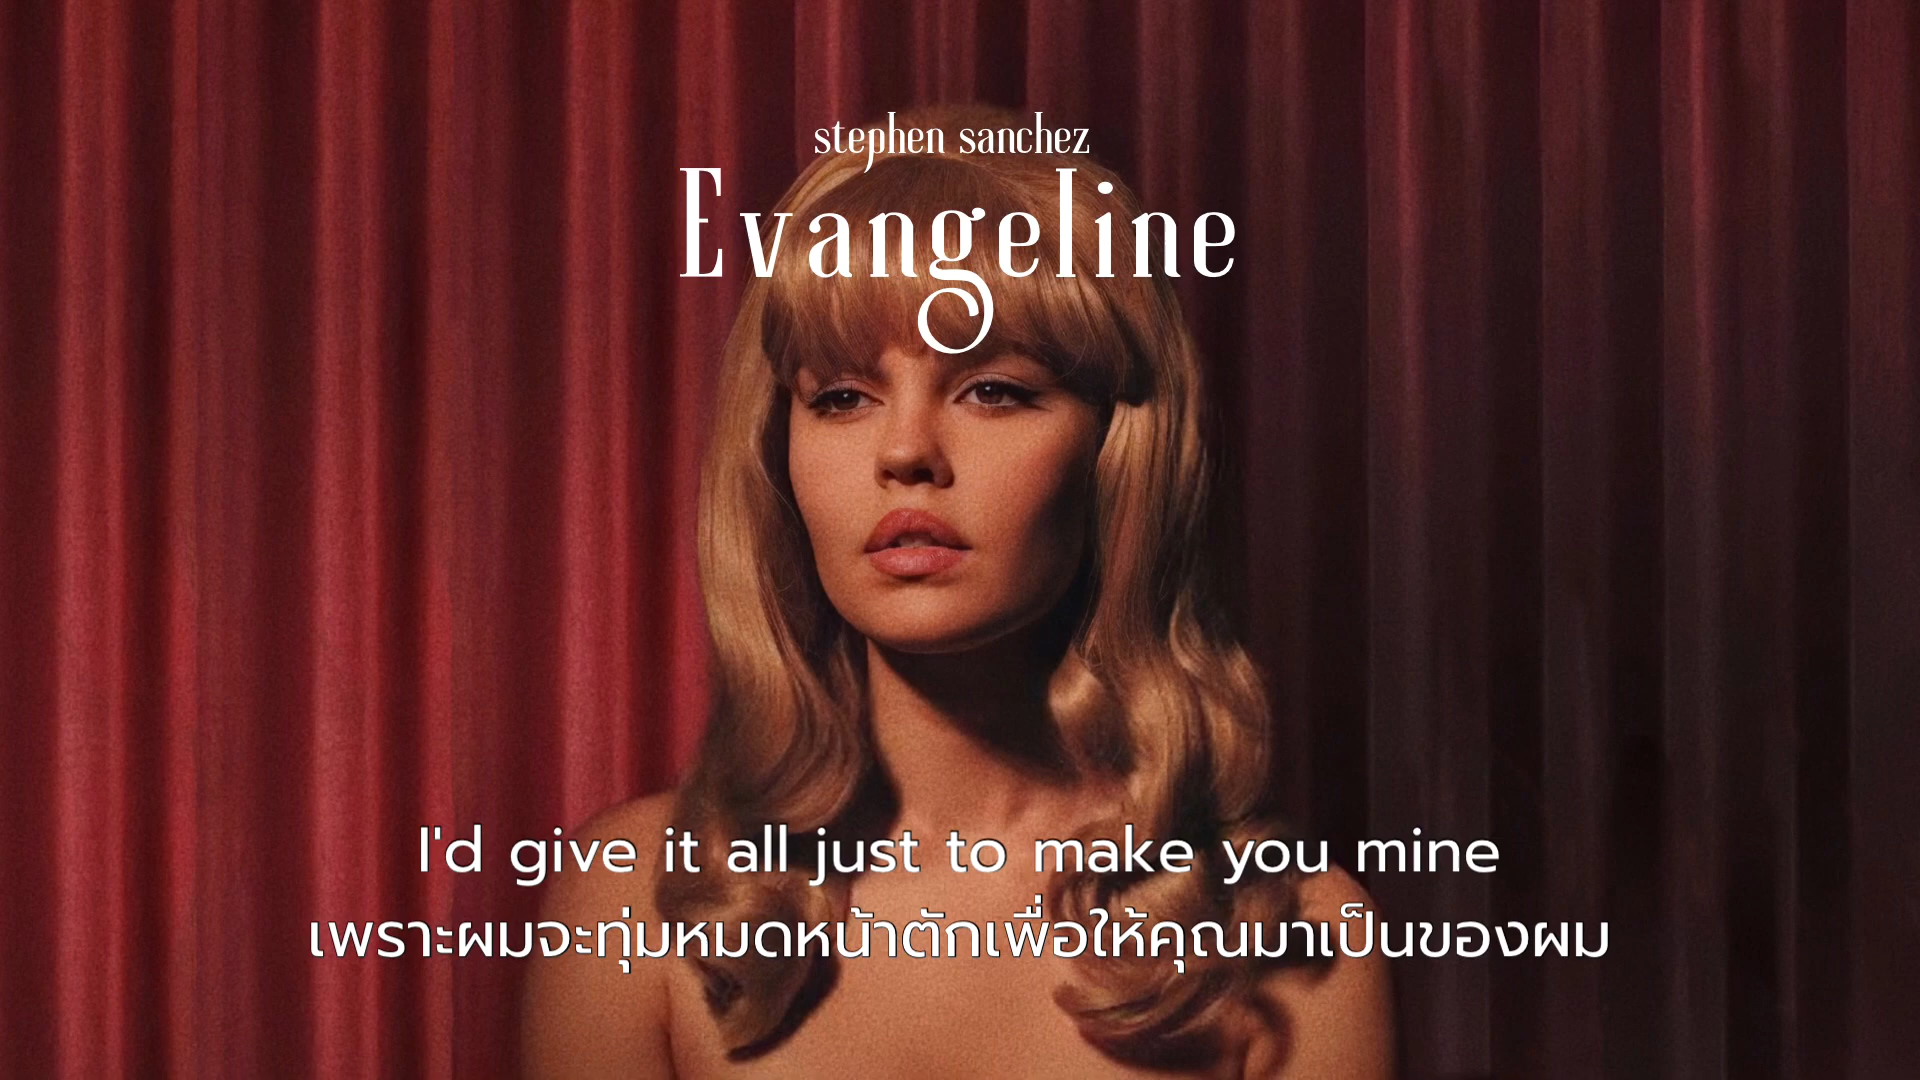 stephen sanchez
Evangeline
I'd give it all just to make you mine
เพราะผมจะทุ่มหมดหน้าตักเพื่อให้คุณมาเป็นของผม